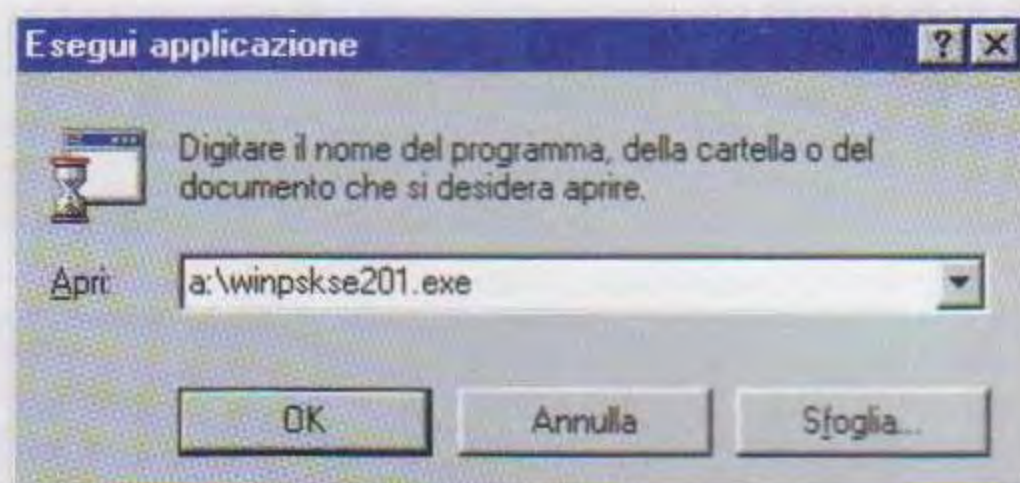 Esegui applicazione
Digitare il nome del programma, della cartella o del
documento che si desidera aprire.
Apri: a:\winpskse201.exe
OK Annulla Sfoglia...